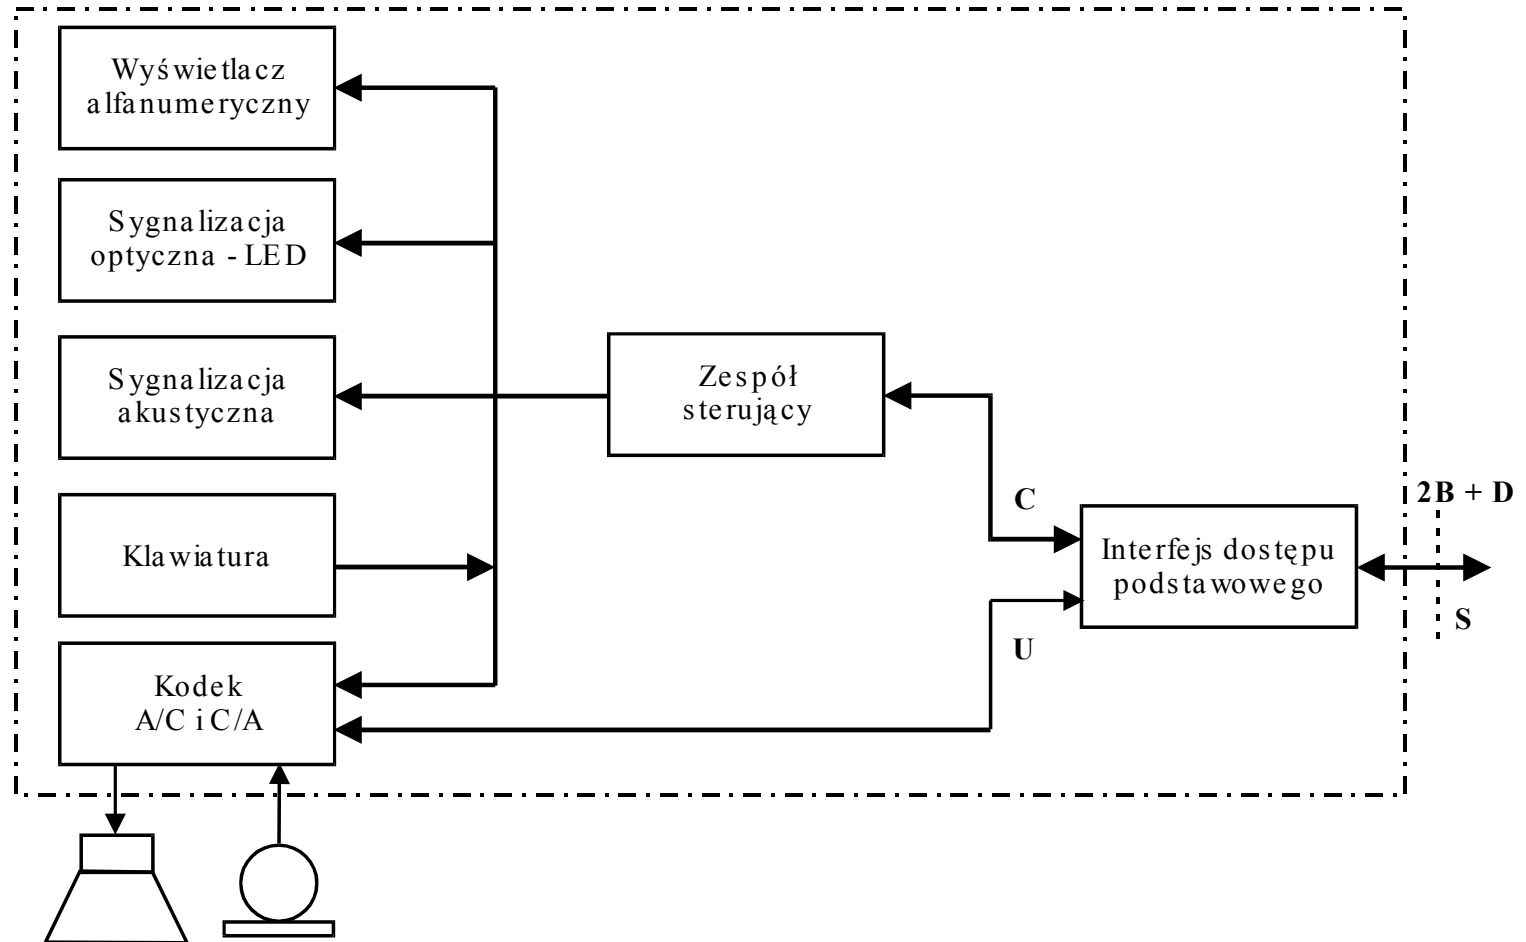 Wyświetlacz
alfanumeryczny
Sygnalizacja
optyczna - LED
Sygnalizacja
akustyczna
Zespół
sterujący
Klawiatura
C
2B + D
Interfejs dostępu
podstawowego
S
U
Kodek
A/C i C/A